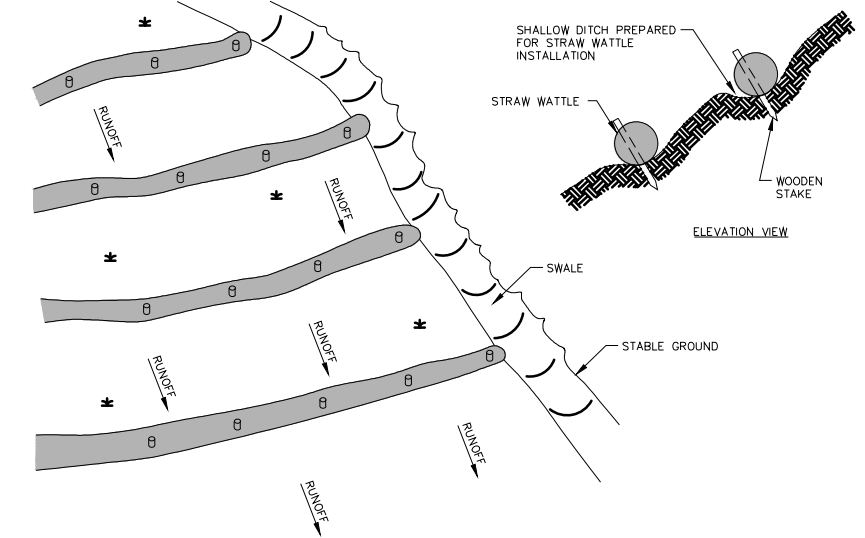 SHALLOW DITCH PREPARED
FOR STRAW WATTLE
INSTALLATION
STRAW WATTLE
WOODEN
STAKE
ELEVATION VIEW
RUNOFF
RUNOFF
SWALE
RUNOFF
STABLE GROUND
RUNOFF
RUNOFF
RUNOFF